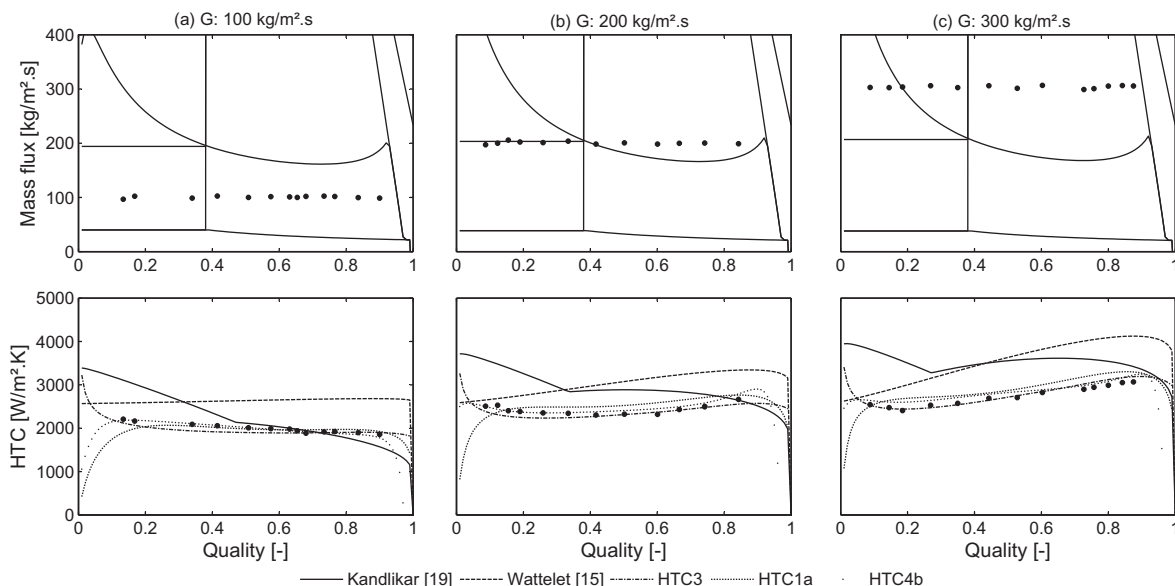 (a) G: 100 kg/m².s
(b) G: 200 kg/m².s
(c) G: 300 kg/m².s
Mass flux [kg/m².s]
400
300
200
100
0
0 0.2 0.4 0.6 0.8 1
0 0.2 0.4 0.6 0.8 1
0 0.2 0.4 0.6 0.8 1
HTC [W/m².K]
5000
4000
3000
2000
1000
0
0 0.2 0.4 0.6 0.8 1
0 0.2 0.4 0.6 0.8 1
0 0.2 0.4 0.6 0.8 1
Quality [-]
Quality [-]
Quality [-]
Kandlikar [19] Wattelet [15] HTC3 HTC1a HTC4b